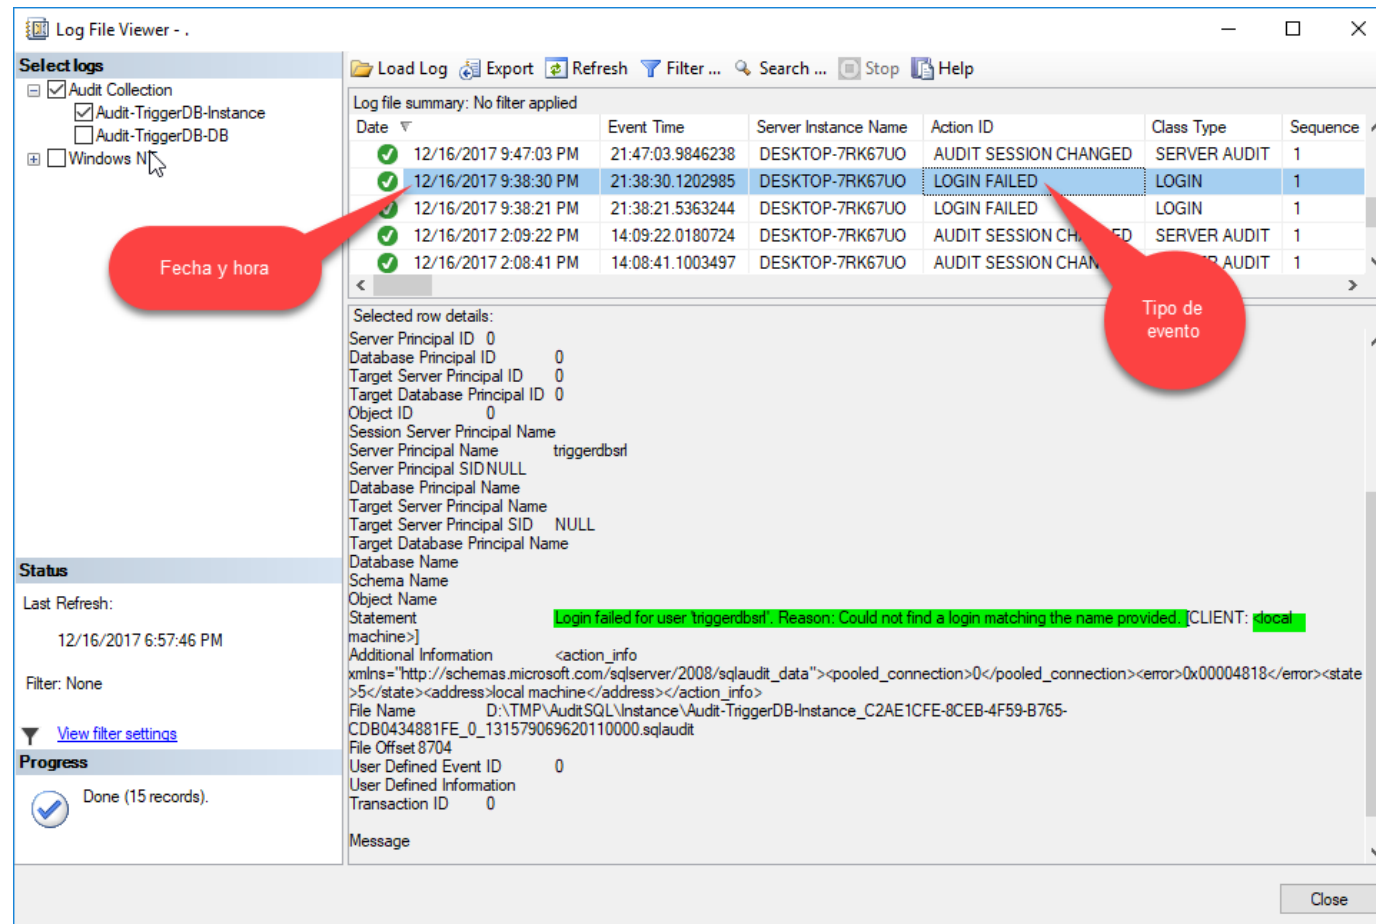 Log File Viewer - .
Select logs
Audit Collection
Audit-TriggerDB-Instance
Audit-TriggerDB-DB
Windows N
Load Log Export Refresh Filter ... Search ... Stop Help
Log file summary: No filter applied
Date Event Time Server Instance Name Action ID Class Type Sequence
12/16/2017 9:47:03 PM 21:47:03.9846238 DESKTOP-7RK67UO AUDIT SESSION CHANGED SERVER AUDIT 1
12/16/2017 9:38:30 PM 21:38:30.1202985 DESKTOP-7RK67UO LOGIN FAILED LOGIN 1
12/16/2017 9:38:21 PM 21:38:21.5363244 DESKTOP-7RK67UO LOGIN FAILED LOGIN 1
12/16/2017 2:09:22 PM 14:09:22.0180724 DESKTOP-7RK67UO AUDIT SESSION CH ED SERVER AUDIT 1
12/16/2017 2:08:41 PM 14:08:41.1003497 DESKTOP-7RK67UO AUDIT SESSION CHAN ER AUDIT 1
Fecha y hora
Tipo de
evento
Selected row details:
Server Principal ID 0
Database Principal ID 0
Target Server Principal ID 0
Target Database Principal ID 0
Object ID 0
Session Server Principal Name
Server Principal Name triggerdbsrl
Server Principal SID NULL
Database Principal Name
Target Server Principal Name
Target Server Principal SID NULL
Target Database Principal Name
Database Name
Schema Name
Object Name
Statement Login failed for user 'triggerdbsrl'. Reason: Could not find a login matching the name provided. [CLIENT: <local
machine>]
Additional Information <action_info
xmlns="http://schemas.microsoft.com/sqlserver/2008/sqlaudit_data"><pooled_connection>0</pooled_connection><error>0x00004818</error><state
>5</state><address>local machine</address></action_info>
File Name D:\TMP\AuditSQL\Instance\Audit-TriggerDB-Instance_C2AE1CFE-8CEB-4F59-B765-
CDB0434881FE_0_131579069620110000.sqlaudit
File Offset 8704
User Defined Event ID 0
User Defined Information
Transaction ID 0
Message
Status
Last Refresh:
12/16/2017 6:57:46 PM
Filter: None
View filter settings
Progress
Done (15 records).
Close